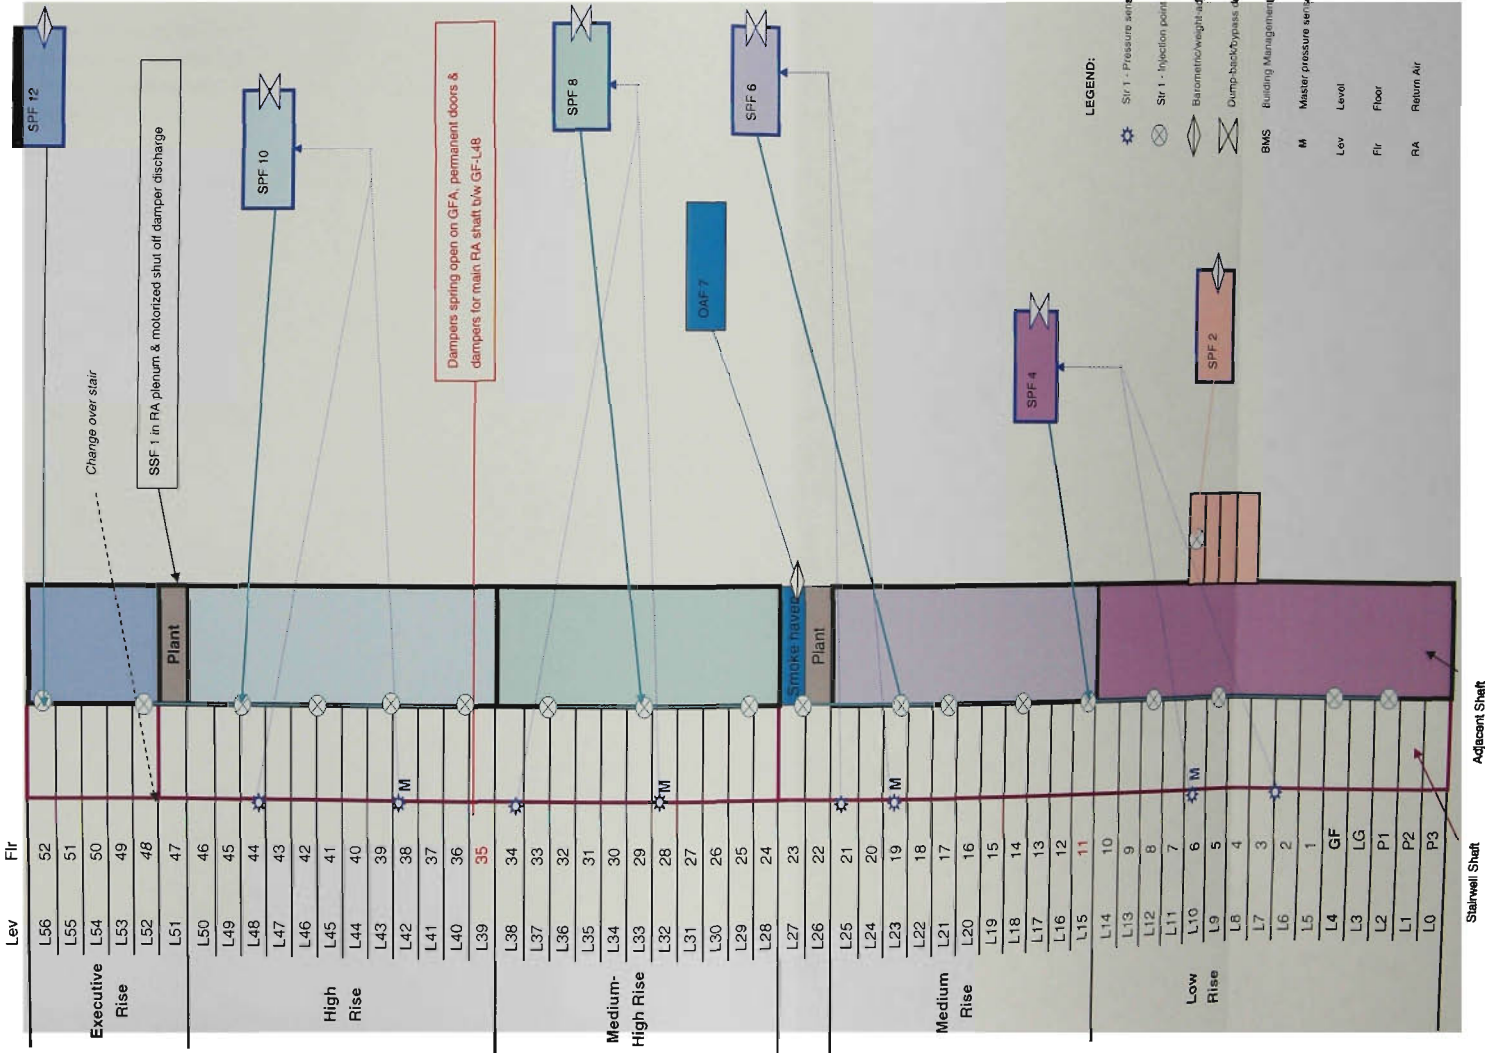 Lev Flr
Executive
Rise
L56 52
L55 51
L54 50
L53 49
L52 48
L51 47
High
Rise
L50 46
L49 45
L48 44
L47 43
L46 42
L45 41
L44 40
L43 39
L42 38
L41 37
L40 36
L39 35
Medium-
High Rise
L38 34
L37 33
L36 32
L35 31
L34 30
L33 29
L32 28
L31 27
L30 26
L29 25
L28 24
L27 23
L26 22
Medium
Rise
L25 21
L24 20
L23 19
L22 18
L21 17
L20 16
L19 15
L18 14
L17 13
L16 12
L15 11
Low
Rise
L14 10
L13 9
L12 8
L11 7
L10 6
L9 5
L8 4
L7 3
L6 2
L5 1
L4 GF
L3 LG
L2 P1
L1 P2
L0 P3
Stairwell Shaft
Adjacent Shaft
M
M
M
M
Plant
Smoke haven
Plant
Change over stair
SSF 1 in RA plenum & motorized shut off damper discharge
Dampers spring open on GFA, permanent doors &
dampers for main RA shaft b/w GF-L48
SPF 12
SPF 10
SPF 8
SPF 6
OAF 7
SPF 4
SPF 2
LEGEND:
Str 1 - Pressure
Str 1 - Injection point
Dump-back/bypass
BMS Building Management
M Master pressure
Lev Level
Flr Floor
RA Return Air